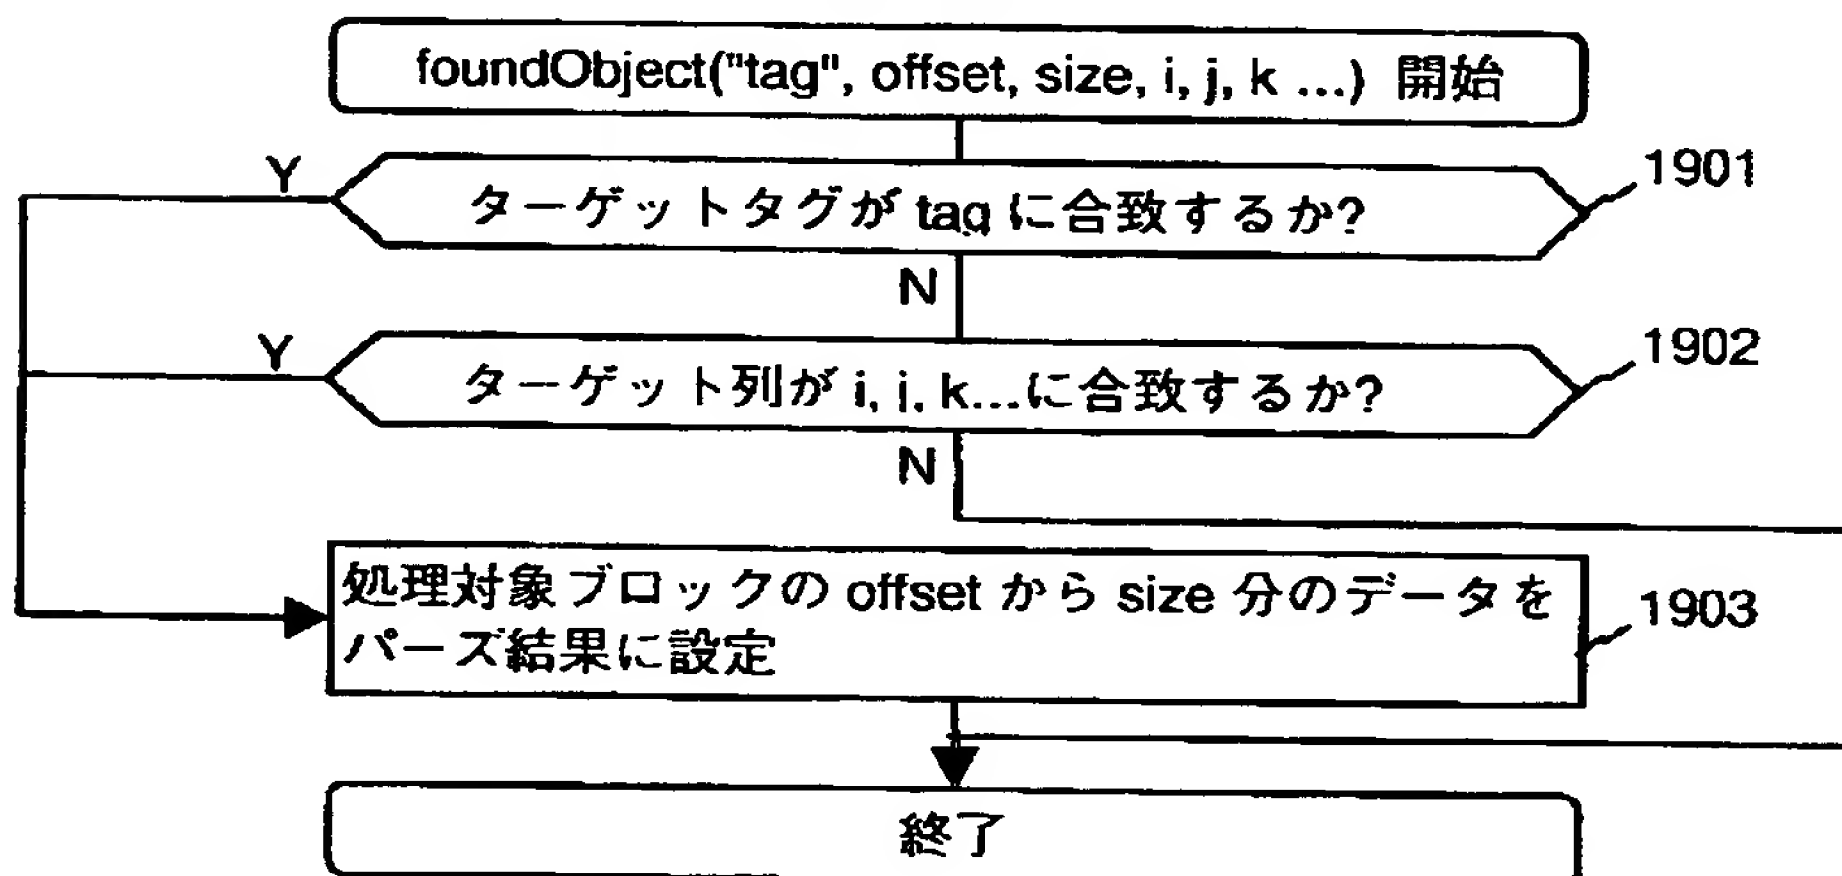 foundObject("tag", offset, size, i, j, k ...) 開始
Y
ターゲットタグが tag に合致するか?
1901
N
Y
ターゲット列が i, j, k...に合致するか?
1902
N
処理対象ブロックの offset から size 分のデータを
パーズ結果に設定
1903
終了